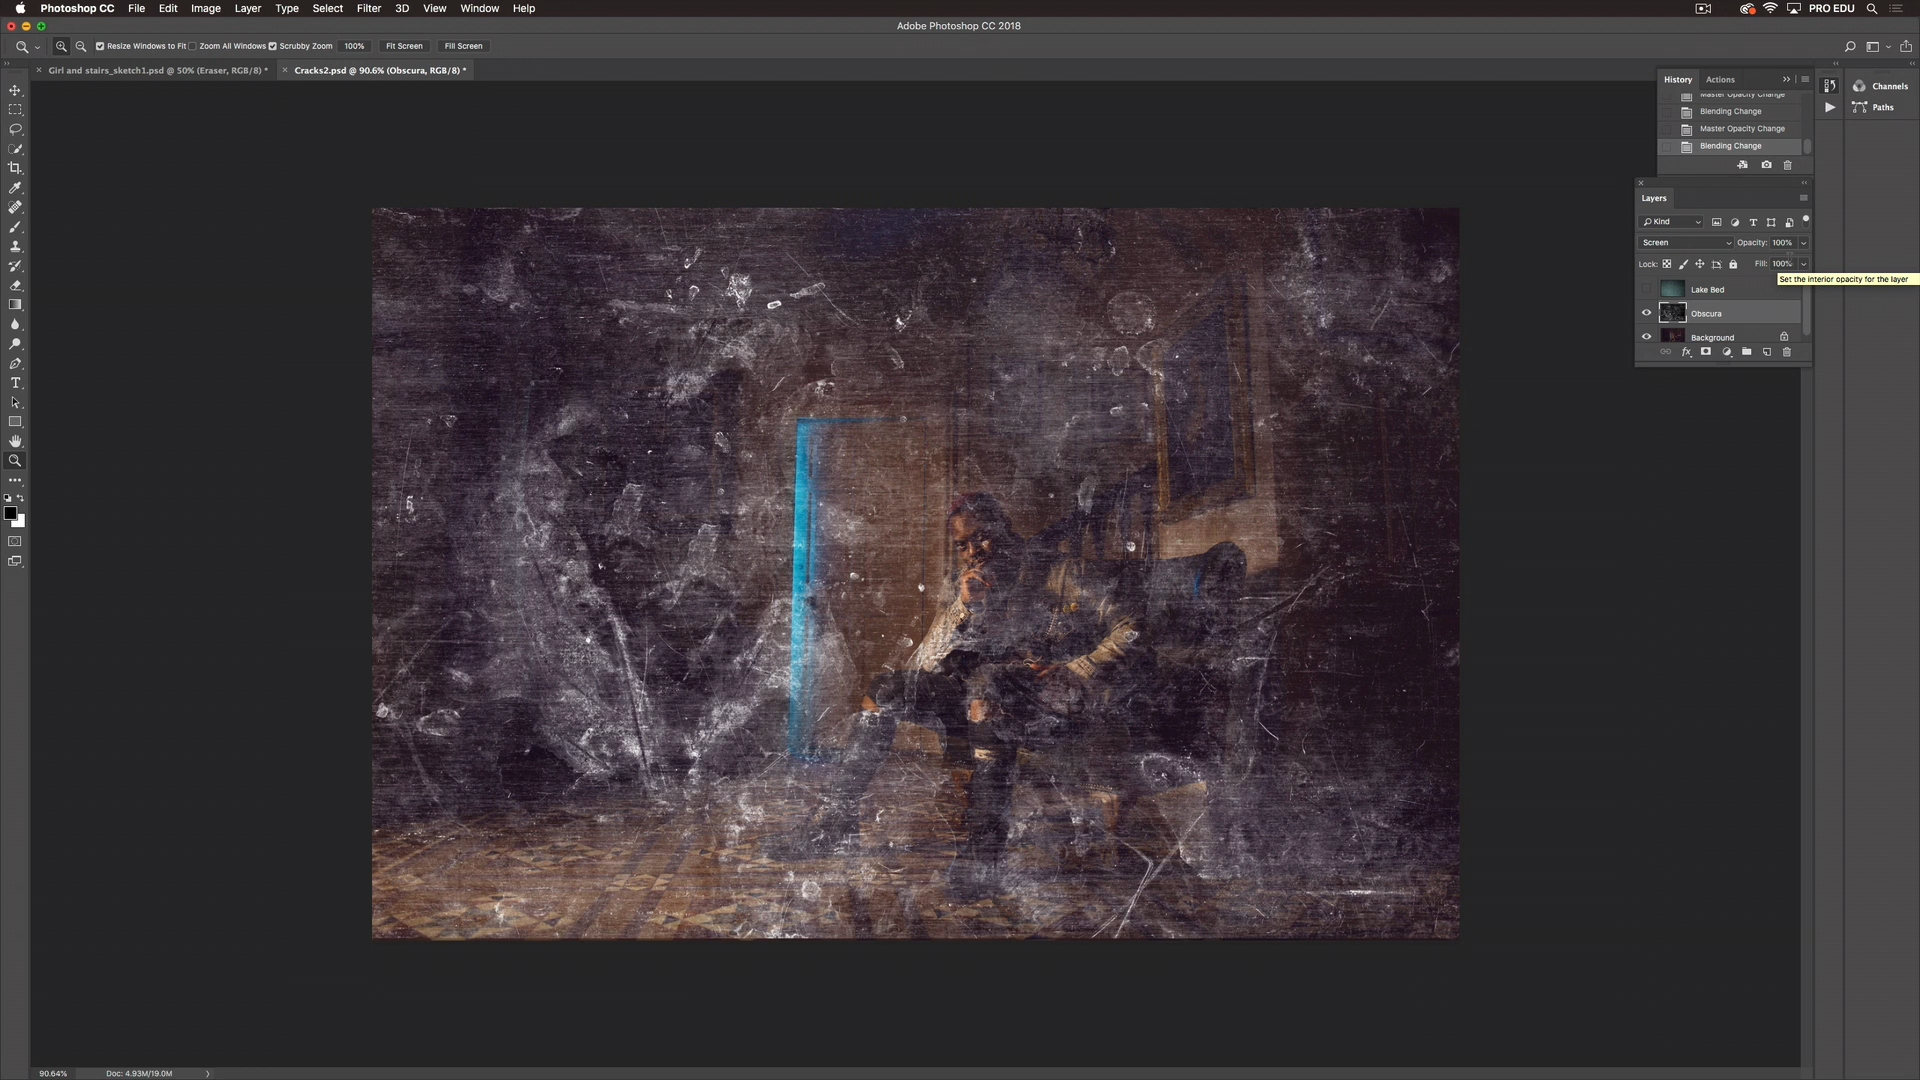 Photoshop CC File Edit Image Layer Type Select Filter 3D View Window Help PRO EDU
Adobe Photoshop CC 2018
Resize Windows to Fit Zoom All Windows Scrubby Zoom 100% Fit Screen Fill Screen
Girl and stairs_sketch1.psd @ 50% (Eraser, RGB/8) *
Cracks2.psd @ 90.6% (Obscura, RGB/8) *
History Actions
Master Opacity Change
Blending Change
Master Opacity Change
Blending Change
Channels
Paths
Layers
Kind
Screen Opacity: 100%
Lock: Fill: 100%
Set the interior opacity for the layer
Lake Bed
Obscura
Background
90.64% Doc: 4.93M/19.0M